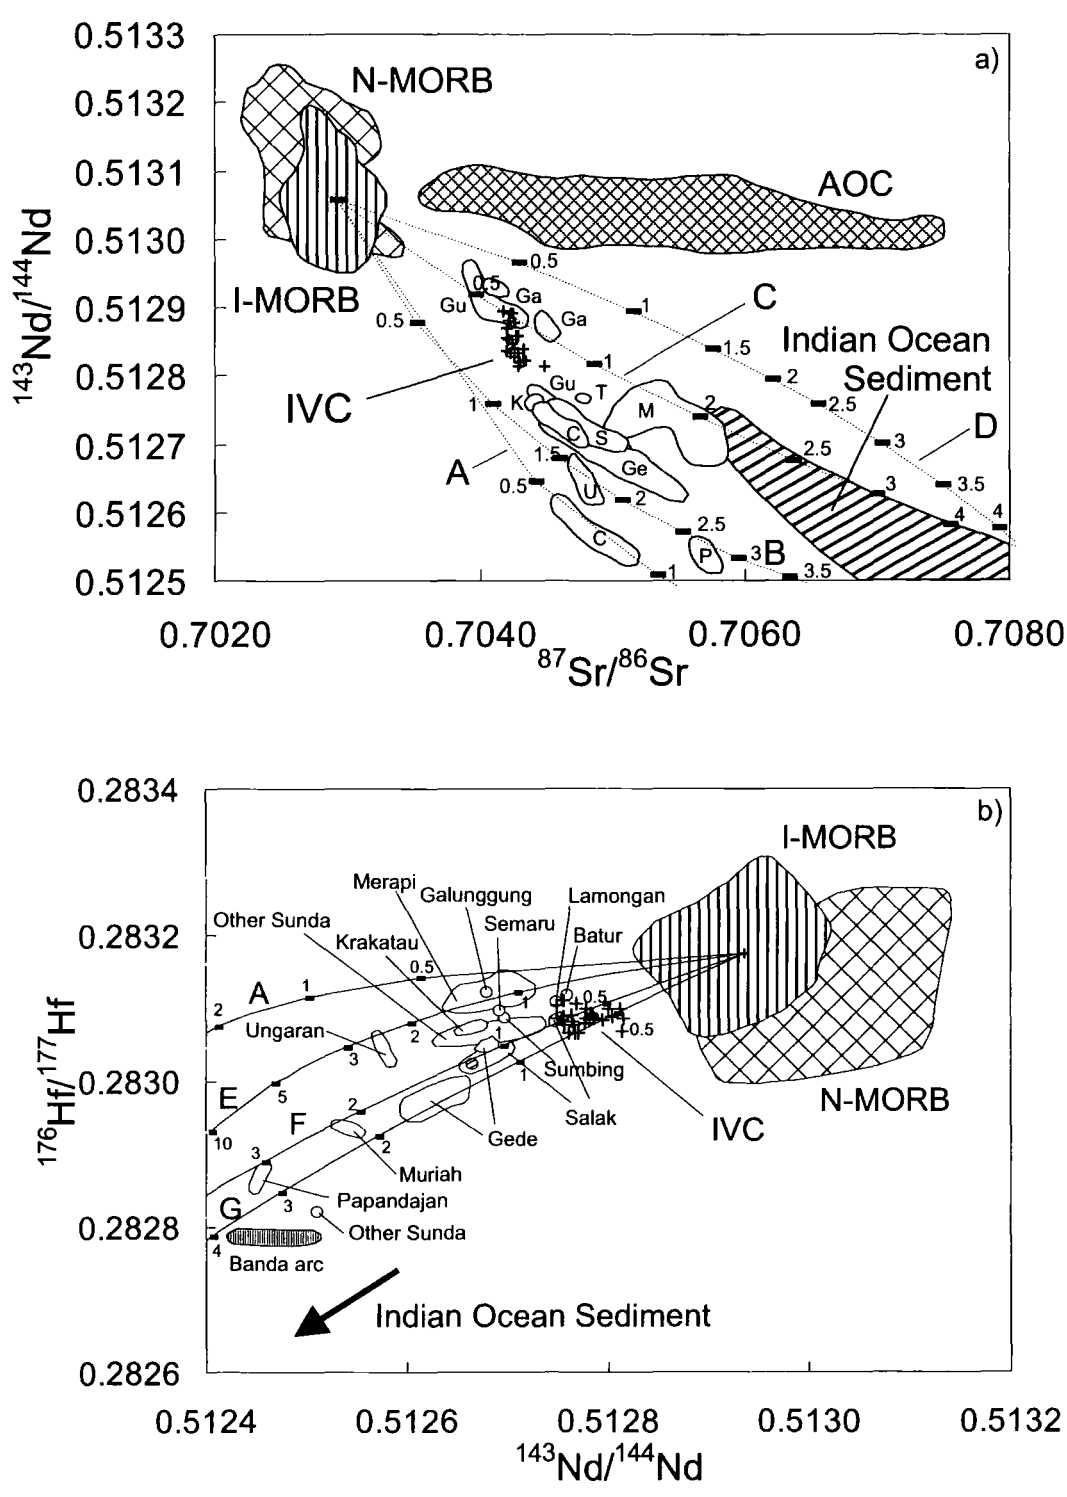 0.5133
a)
N-MORB
0.5132
0.5131
AOC
0.5130
0.5
I-MORB
0.5
Ga
C
0.5129
Gu
1
0.5
Ga
1.5
Indian Ocean
Sediment
IVC
1
0.5128
2
Gu
T
2.5
1
K
M
2
D
0.5127
C
S
3
A
1.5
2.5
Ge
0.5
U
2
3
3.5
0.5126
4
4
C
2.5
P
3
B
1
3.5
0.5125
0.7020
0.7040
0.7060
0.7080
87Sr/86Sr
143Nd/144Nd
0.2834
b)
I-MORB
Merapi
Galunggung
Lamongan
Other Sunda
Semaru
Batur
0.2832
Krakatau
0.5
A
1
1
0.5
2
Ungaran
2
0.5
3
1
0.2830
5
1
Sumbing
E
N-MORB
F
2
Salak
10
IVC
2
Gede
3
Muriah
G
3
Papandajan
0.2828
Other Sunda
4
Banda arc
Indian Ocean Sediment
0.2826
0.5124
0.5126
0.5128
0.5130
0.5132
143Nd/144Nd
176Hf/177Hf